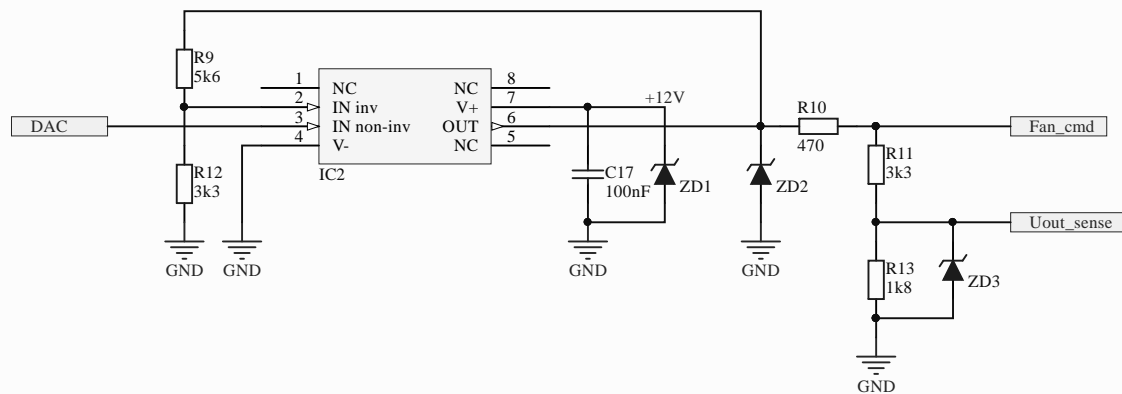 R9
5k6
1
NC
NC
8
2
IN inv
V+
7
+12V
R10
DAC
3
IN non-inv
OUT
6
470
Fan_cmd
4
V-
NC
5
R11
3k3
IC2
R12
3k3
C17
100nF
ZD1
ZD2
Uout_sense
GND
GND
GND
GND
R13
1k8
ZD3
GND